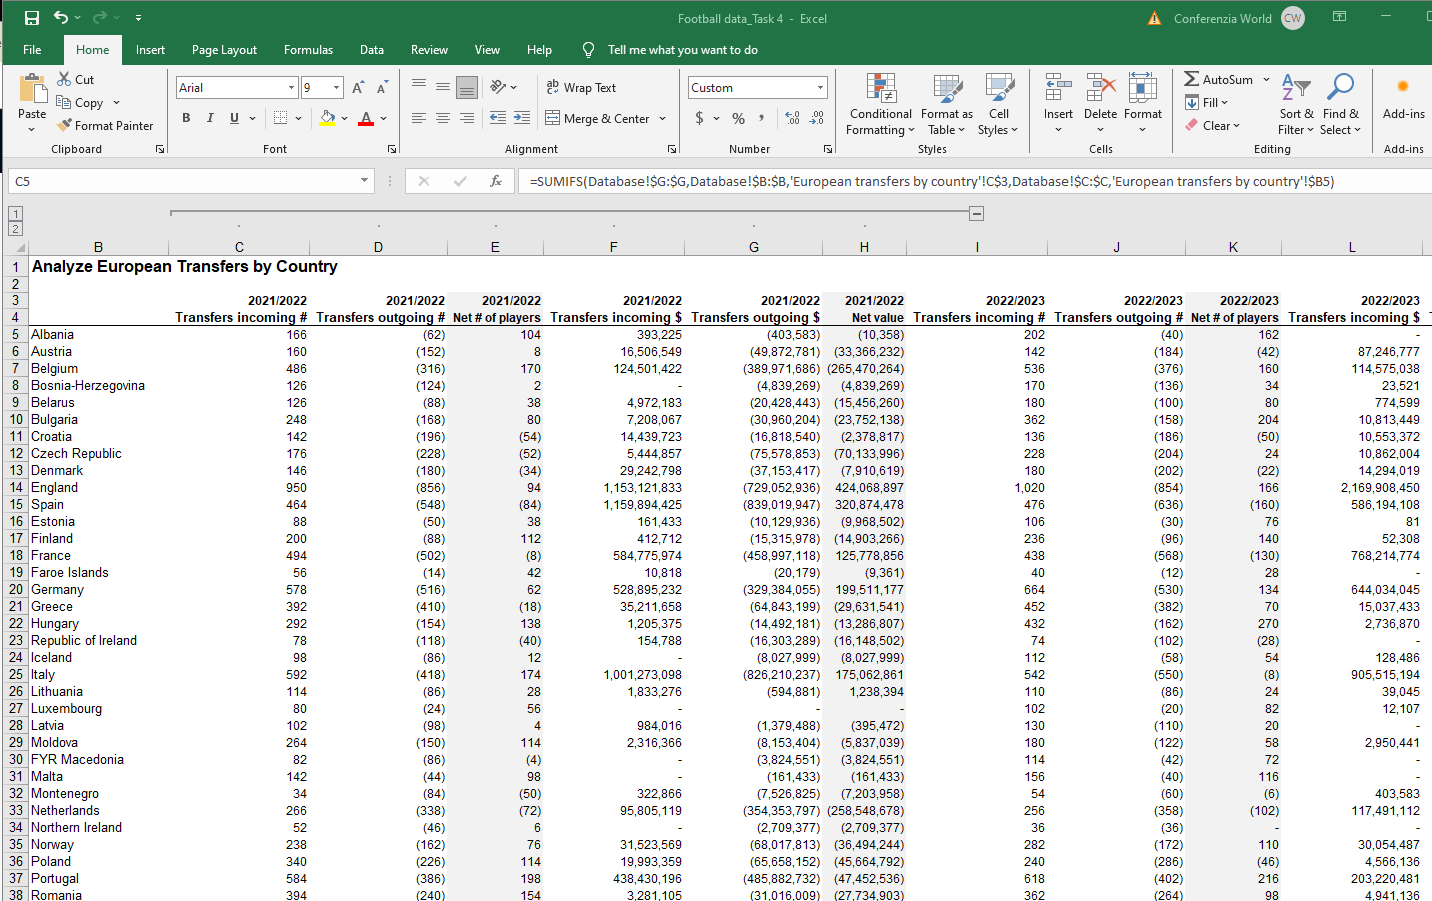 Football data_Task 4 - Excel
Conferenzia World CW
File Home Insert Page Layout Formulas Data Review View Help Tell me what you want to do
Paste Cut Copy Format Painter
Clipboard
Arial 9 A A
B I U A
Font
ab Wrap Text
Merge & Center
Alignment
Custom
$ % , .00 .00
Number
Conditional Formatting Format as Table Cell Styles
Styles
Insert Delete Format
Cells
AutoSum Fill Clear Sort & Filter Find & Select
Editing
Add-ins
Add-ins
C5 fx =SUMIFS(Database!$G:$G,Database!$B:$B,'European transfers by country'!C$3,Database!$C:$C,'European transfers by country'!$B5)
1
2
B C D E F G H I J K L
1 Analyze European Transfers by Country
2
3 2021/2022 2021/2022 2021/2022 2021/2022 2021/2022 2021/2022 2022/2023 2022/2023 2022/2023 2022/2023
4 Transfers incoming # Transfers outgoing # Net # of players Transfers incoming $ Transfers outgoing $ Net value Transfers incoming # Transfers outgoing # Net # of players Transfers incoming $
5 Albania 166 (62) 104 393,225 (403,583) (10,358) 202 (40) 162 -
6 Austria 160 (152) 8 16,506,549 (49,872,781) (33,366,232) 142 (184) (42) 87,246,777
7 Belgium 486 (316) 170 124,501,422 (389,971,686) (265,470,264) 536 (376) 160 114,575,038
8 Bosnia-Herzegovina 126 (124) 2 - (4,839,269) (4,839,269) 170 (136) 34 23,521
9 Belarus 126 (88) 38 4,972,183 (20,428,443) (15,456,260) 180 (100) 80 774,599
10 Bulgaria 248 (168) 80 7,208,067 (30,960,204) (23,752,138) 362 (158) 204 10,813,449
11 Croatia 142 (196) (54) 14,439,723 (16,818,540) (2,378,817) 136 (186) (50) 10,553,372
12 Czech Republic 176 (228) (52) 5,444,857 (75,578,853) (70,133,996) 228 (204) 24 10,862,004
13 Denmark 146 (180) (34) 29,242,798 (37,153,417) (7,910,619) 180 (202) (22) 14,294,019
14 England 950 (856) 94 1,153,121,833 (729,052,936) 424,068,897 1,020 (854) 166 2,169,908,450
15 Spain 464 (548) (84) 1,159,894,425 (839,019,947) 320,874,478 476 (636) (160) 586,194,108
16 Estonia 88 (50) 38 161,433 (10,129,936) (9,968,502) 106 (30) 76 81
17 Finland 200 (88) 112 412,712 (15,315,978) (14,903,266) 236 (96) 140 52,308
18 France 494 (502) (8) 584,775,974 (458,997,118) 125,778,856 438 (568) (130) 768,214,774
19 Faroe Islands 56 (14) 42 10,818 (20,179) (9,361) 40 (12) 28 -
20 Germany 578 (516) 62 528,895,232 (329,384,055) 199,511,177 664 (530) 134 644,034,045
21 Greece 392 (410) (18) 35,211,658 (64,843,199) (29,631,541) 452 (382) 70 15,037,433
22 Hungary 292 (154) 138 1,205,375 (14,492,181) (13,286,807) 432 (162) 270 2,736,870
23 Republic of Ireland 78 (118) (40) 154,788 (16,303,289) (16,148,502) 74 (102) (28) -
24 Iceland 98 (86) 12 - (8,027,999) (8,027,999) 112 (58) 54 128,486
25 Italy 592 (418) 174 1,001,273,098 (826,210,237) 175,062,861 542 (550) (8) 905,515,194
26 Lithuania 114 (86) 28 1,833,276 (594,881) 1,238,394 110 (86) 24 39,045
27 Luxembourg 80 (24) 56 - - - 102 (20) 82 12,107
28 Latvia 102 (98) 4 984,016 (1,379,488) (395,472) 130 (110) 20 -
29 Moldova 264 (150) 114 2,316,366 (8,153,404) (5,837,039) 180 (122) 58 2,950,441
30 FYR Macedonia 82 (86) (4) - (3,824,551) (3,824,551) 114 (42) 72 -
31 Malta 142 (44) 98 - (161,433) (161,433) 156 (40) 116 -
32 Montenegro 34 (84) (50) 322,866 (7,526,825) (7,203,958) 54 (60) (6) 403,583
33 Netherlands 266 (338) (72) 95,805,119 (354,353,797) (258,548,678) 256 (358) (102) 117,491,112
34 Northern Ireland 52 (46) 6 - (2,709,377) (2,709,377) 36 (36) - -
35 Norway 238 (162) 76 31,523,569 (68,017,813) (36,494,244) 282 (172) 110 30,054,487
36 Poland 340 (226) 114 19,993,359 (65,658,152) (45,664,792) 240 (286) (46) 4,566,136
37 Portugal 584 (386) 198 438,430,196 (485,882,732) (47,452,536) 618 (402) 216 203,220,481
38 Romania 394 (240) 154 3,281,105 (31,016,009) (27,734,903) 362 (264) 98 4,941,136